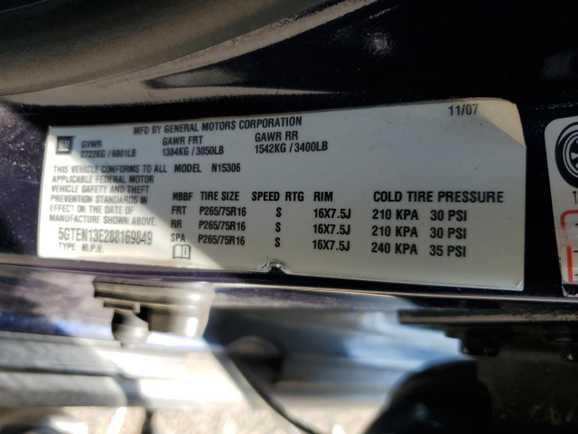 MFD BY GENERAL MOTORS CORPORATION 11/07
GM GVWR GAWR FRT GAWR RR
2722KG / 6001LB 1384KG / 3050LB 1542KG / 3400LB
THIS VEHICLE CONFORMS TO ALL MODEL N15306
APPLICABLE FEDERAL MOTOR
VEHICLE SAFETY AND THEFT
PREVENTION STANDARDS IN
EFFECT ON THE DATE OF
MANUFACTURE SHOWN ABOVE
5GTEN13E288169849
TYPE M.P.V.
MBBF TIRE SIZE SPEED RTG RIM COLD TIRE PRESSURE
FRT P265/75R16 S 16X7.5J 210 KPA 30 PSI
RR P265/75R16 S 16X7.5J 210 KPA 30 PSI
SPA P265/75R16 S 16X7.5J 240 KPA 35 PSI